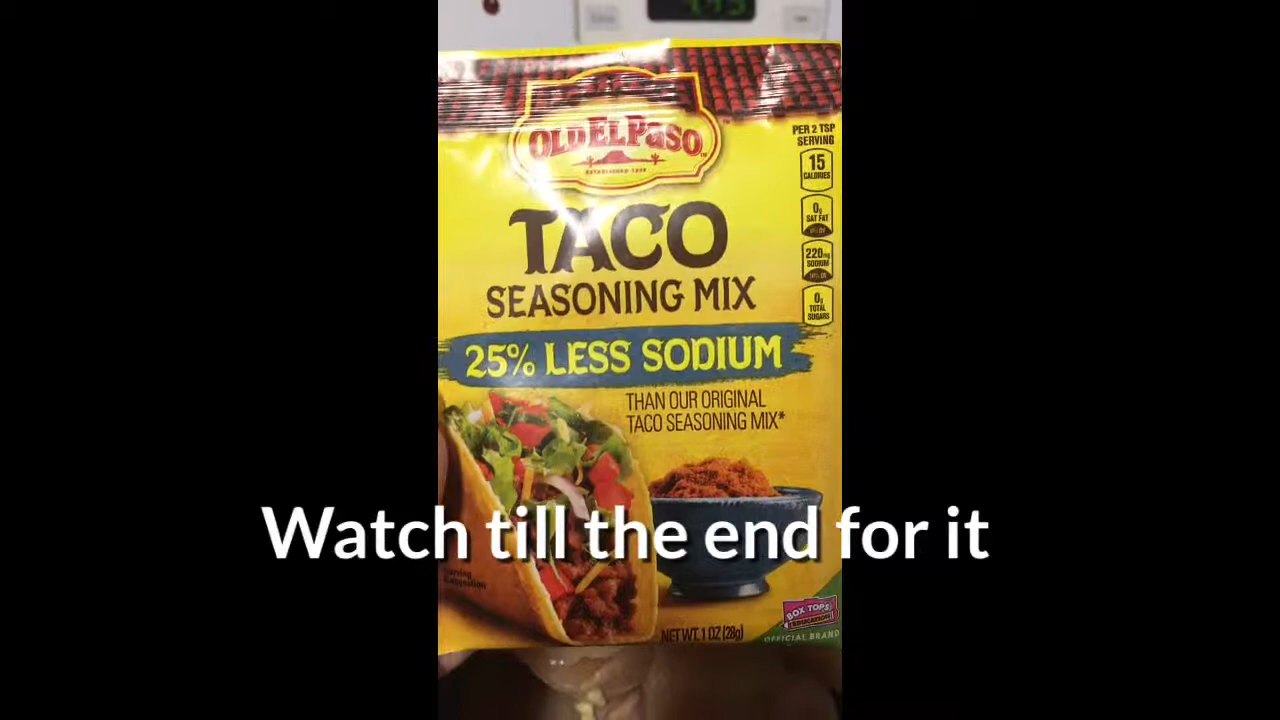 OLD EL PASO
TACO
SEASONING MIX
25% LESS SODIUM
THAN OUR ORIGINAL
TACO SEASONING MIX*
PER 2 TSP
SERVING
15
CALORIES
0g
SAT FAT
220mg
SODIUM
0g
TOTAL
SUGARS
Watch till the end for it
Serving
Suggestion
NET WT. 1 OZ (28g)
BOX TOPS
OFFICIAL BRAND